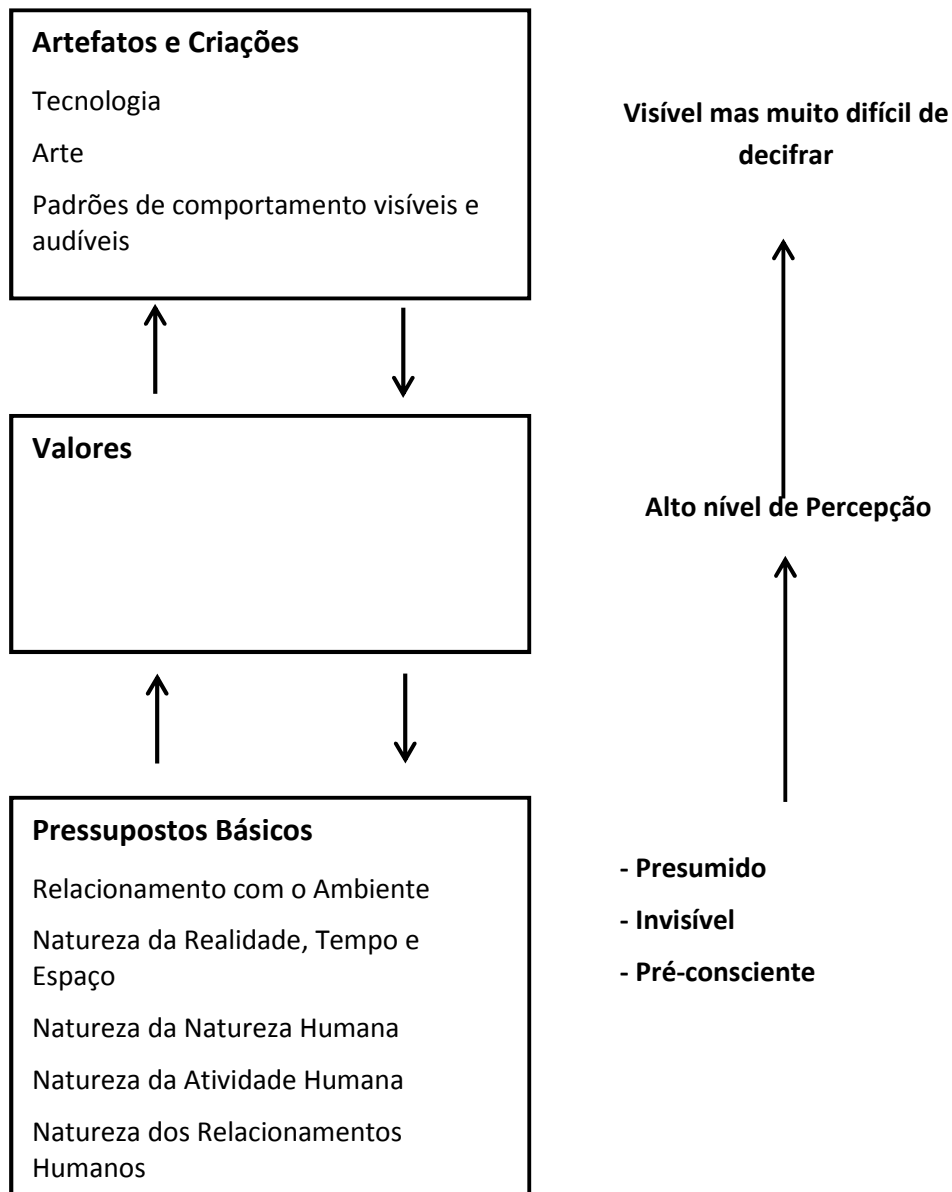 Artefatos e Criações
Tecnologia
Arte
Padrões de comportamento visíveis e
audíveis
Visível mas muito difícil de
decifrar
Valores
Alto nível de Percepção
Pressupostos Básicos
Relacionamento com o Ambiente
Natureza da Realidade, Tempo e
Espaço
Natureza da Natureza Humana
Natureza da Atividade Humana
Natureza dos Relacionamentos
Humanos
- Presumido
- Invisível
- Pré-consciente